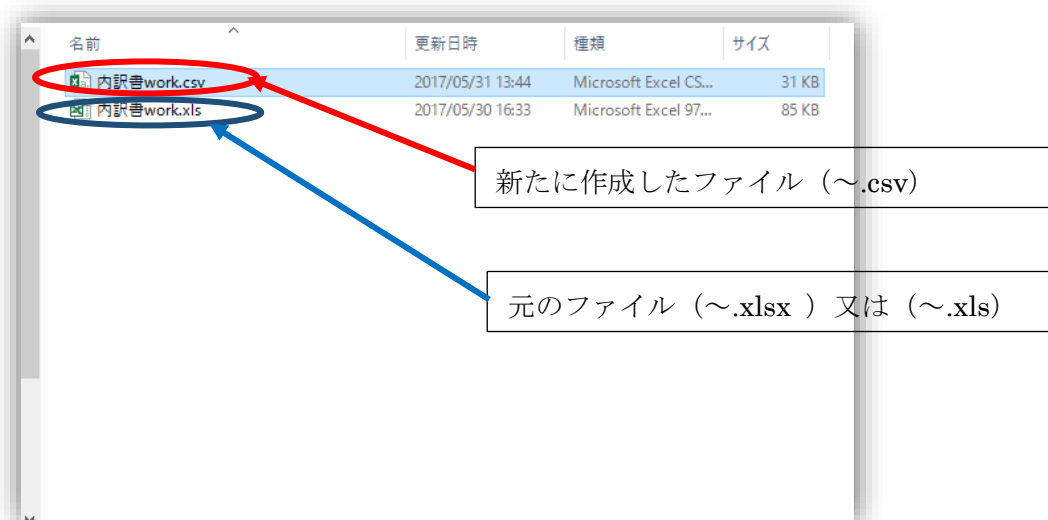 名前 更新日時 種類 サイズ
内訳書work.csv 2017/05/31 13:44 Microsoft Excel CS... 31 KB
内訳書work.xls 2017/05/30 16:33 Microsoft Excel 97... 85 KB
新たに作成したファイル（～.csv）
元のファイル（～.xlsx ）又は（～.xls）